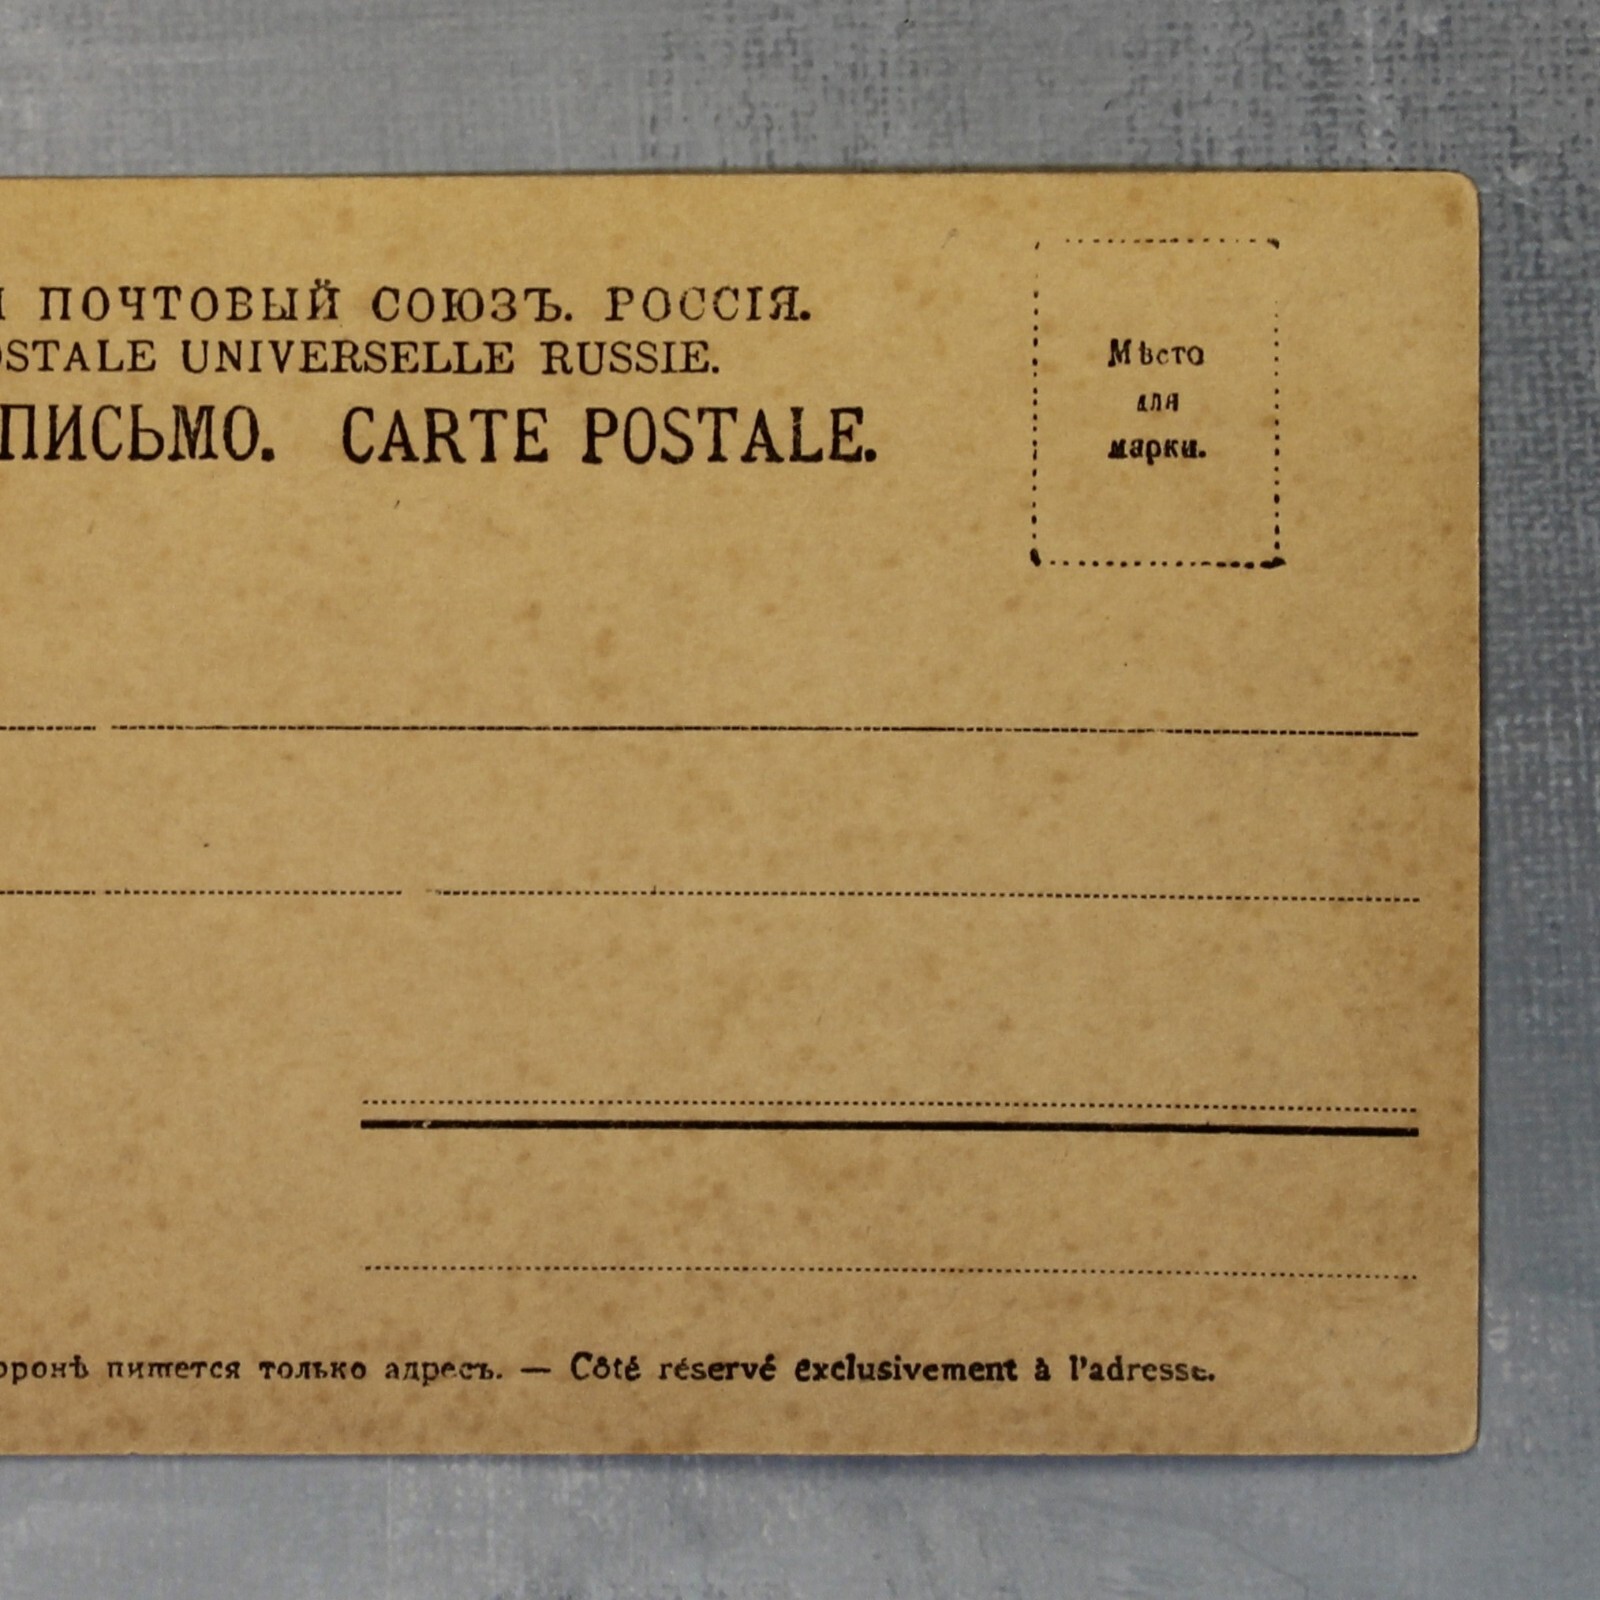 ПОЧТОВЫЙ СОЮЗЪ. РОССІЯ.
OSTALE UNIVERSELLE RUSSIE.
ПИСЬМО. CARTE POSTALE.
Мѣсто
для
марки.
оронѣ пишется только адресъ. — Côté réservé exclusivement à l'adresse.